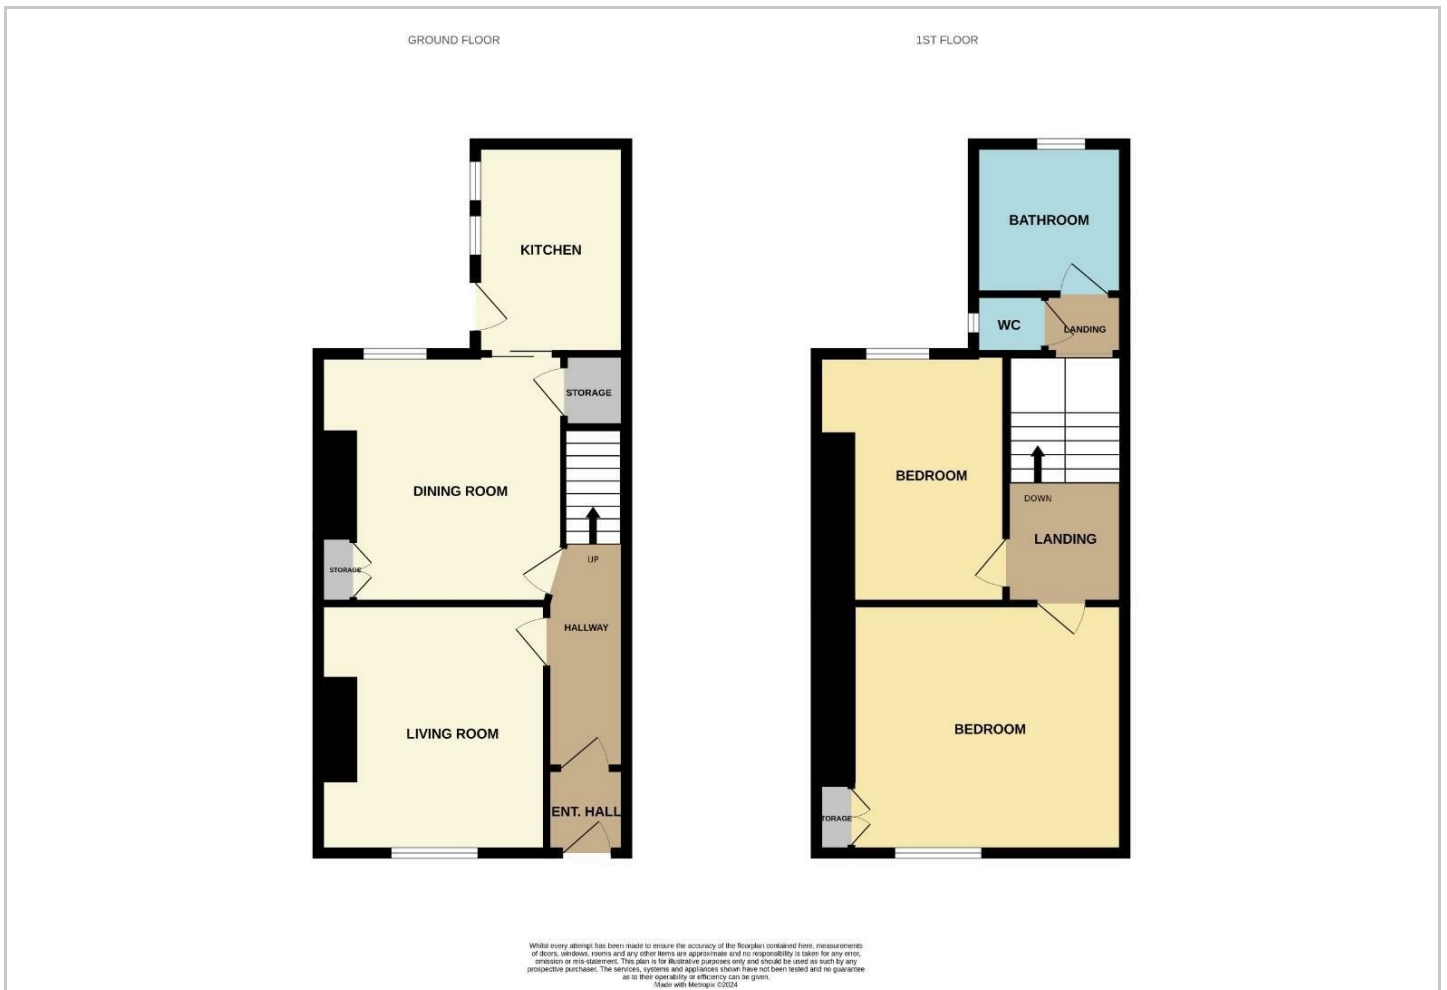 GROUND FLOOR
1ST FLOOR
KITCHEN
STORAGE
DINING ROOM
STORAGE
UP
HALLWAY
LIVING ROOM
ENT. HALL
BATHROOM
WC
LANDING
BEDROOM
DOWN
LANDING
BEDROOM
TORAGE
Whilst every attempt has been made to ensure the accuracy of the floorplan contained here, measurements
of doors, windows, rooms and any other items are approximate and no responsibility is taken for any error,
omission or mis-statement. This plan is for illustrative purposes only and should be used as such by any
prospective purchaser. The services, systems and appliances shown have not been tested and no guarantee
as to their operability or efficiency can be given.
Made with Metropix ©2024